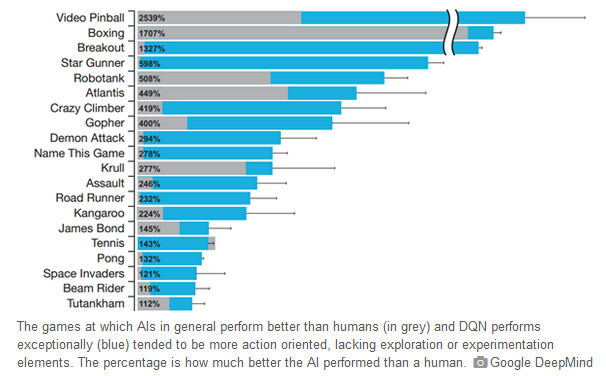 Video Pinball 2539%
Boxing 1707%
Breakout 1327%
Star Gunner 598%
Robotank 508%
Atlantis 449%
Crazy Climber 419%
Gopher 400%
Demon Attack 294%
Name This Game 278%
Krull 277%
Assault 246%
Road Runner 232%
Kangaroo 224%
James Bond 145%
Tennis 143%
Pong 132%
Space Invaders 121%
Beam Rider 119%
Tutankham 112%
The games at which AIs in general perform better than humans (in grey) and DQN performs
exceptionally (blue) tended to be more action oriented, lacking exploration or experimentation
elements. The percentage is how much better the AI performed than a human. Google DeepMind